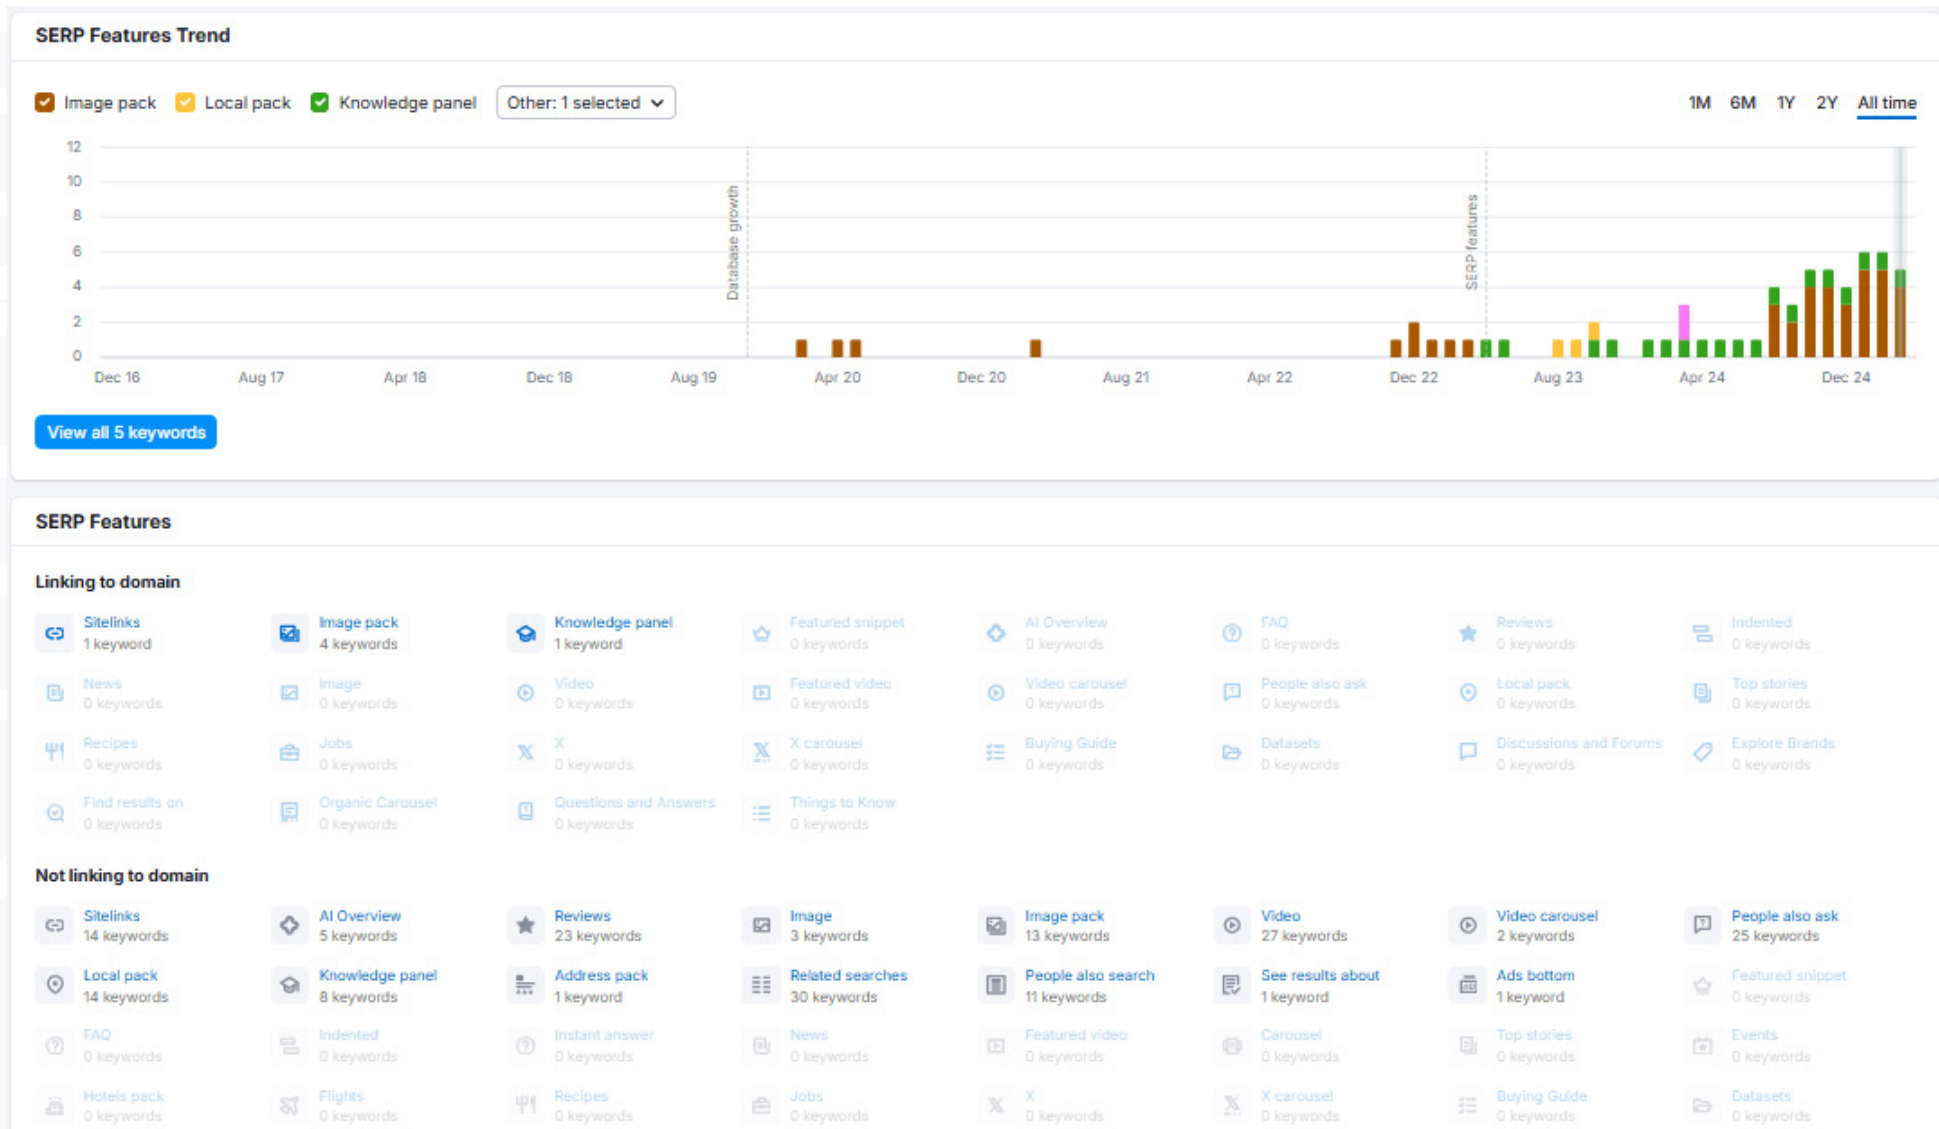 SERP Features Trend
Image pack Local pack Knowledge panel Other: 1 selected 1M 6M 1Y 2Y All time
12
10
8
6
4
2
0
Database growth
SERP features
Dec 16 Aug 17 Apr 18 Dec 18 Aug 19 Apr 20 Dec 20 Aug 21 Apr 22 Dec 22 Aug 23 Apr 24 Dec 24
View all 5 keywords
SERP Features
Linking to domain
Sitelinks Image pack Knowledge panel Featured snippet AI Overview FAQ Reviews Indented
1 keyword 4 keywords 1 keyword 0 keywords 0 keywords 0 keywords 0 keywords 0 keywords
News Image Video Featured video Video carousel People also ask Local pack Top stories
0 keywords 0 keywords 0 keywords 0 keywords 0 keywords 0 keywords 0 keywords 0 keywords
Recipes Jobs X X carousel Buying Guide Datasets Discussions and Forums Explore Brands
0 keywords 0 keywords 0 keywords 0 keywords 0 keywords 0 keywords 0 keywords 0 keywords
Find results on Organic Carousel Questions and Answers Things to Know
0 keywords 0 keywords 0 keywords 0 keywords
Not linking to domain
Sitelinks AI Overview Reviews Image Image pack Video Video carousel People also ask
14 keywords 5 keywords 23 keywords 3 keywords 13 keywords 27 keywords 2 keywords 25 keywords
Local pack Knowledge panel Address pack Related searches People also search See results about Ads bottom Featured snippet
14 keywords 8 keywords 1 keyword 30 keywords 11 keywords 1 keyword 1 keyword 0 keywords
FAQ Indented Instant answer News Featured video Carousel Top stories Events
0 keywords 0 keywords 0 keywords 0 keywords 0 keywords 0 keywords 0 keywords 0 keywords
Hotels pack Flights Recipes Jobs X X carousel Buying Guide Datasets
0 keywords 0 keywords 0 keywords 0 keywords 0 keywords 0 keywords 0 keywords 0 keywords